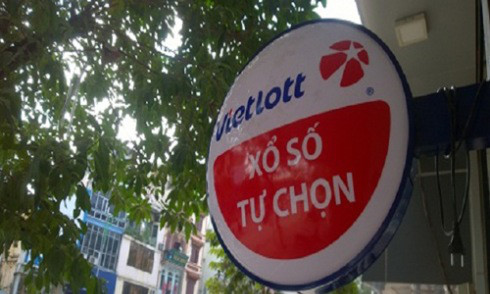 Vietlott
®
XỔ SỐ
TỰ CHỌN